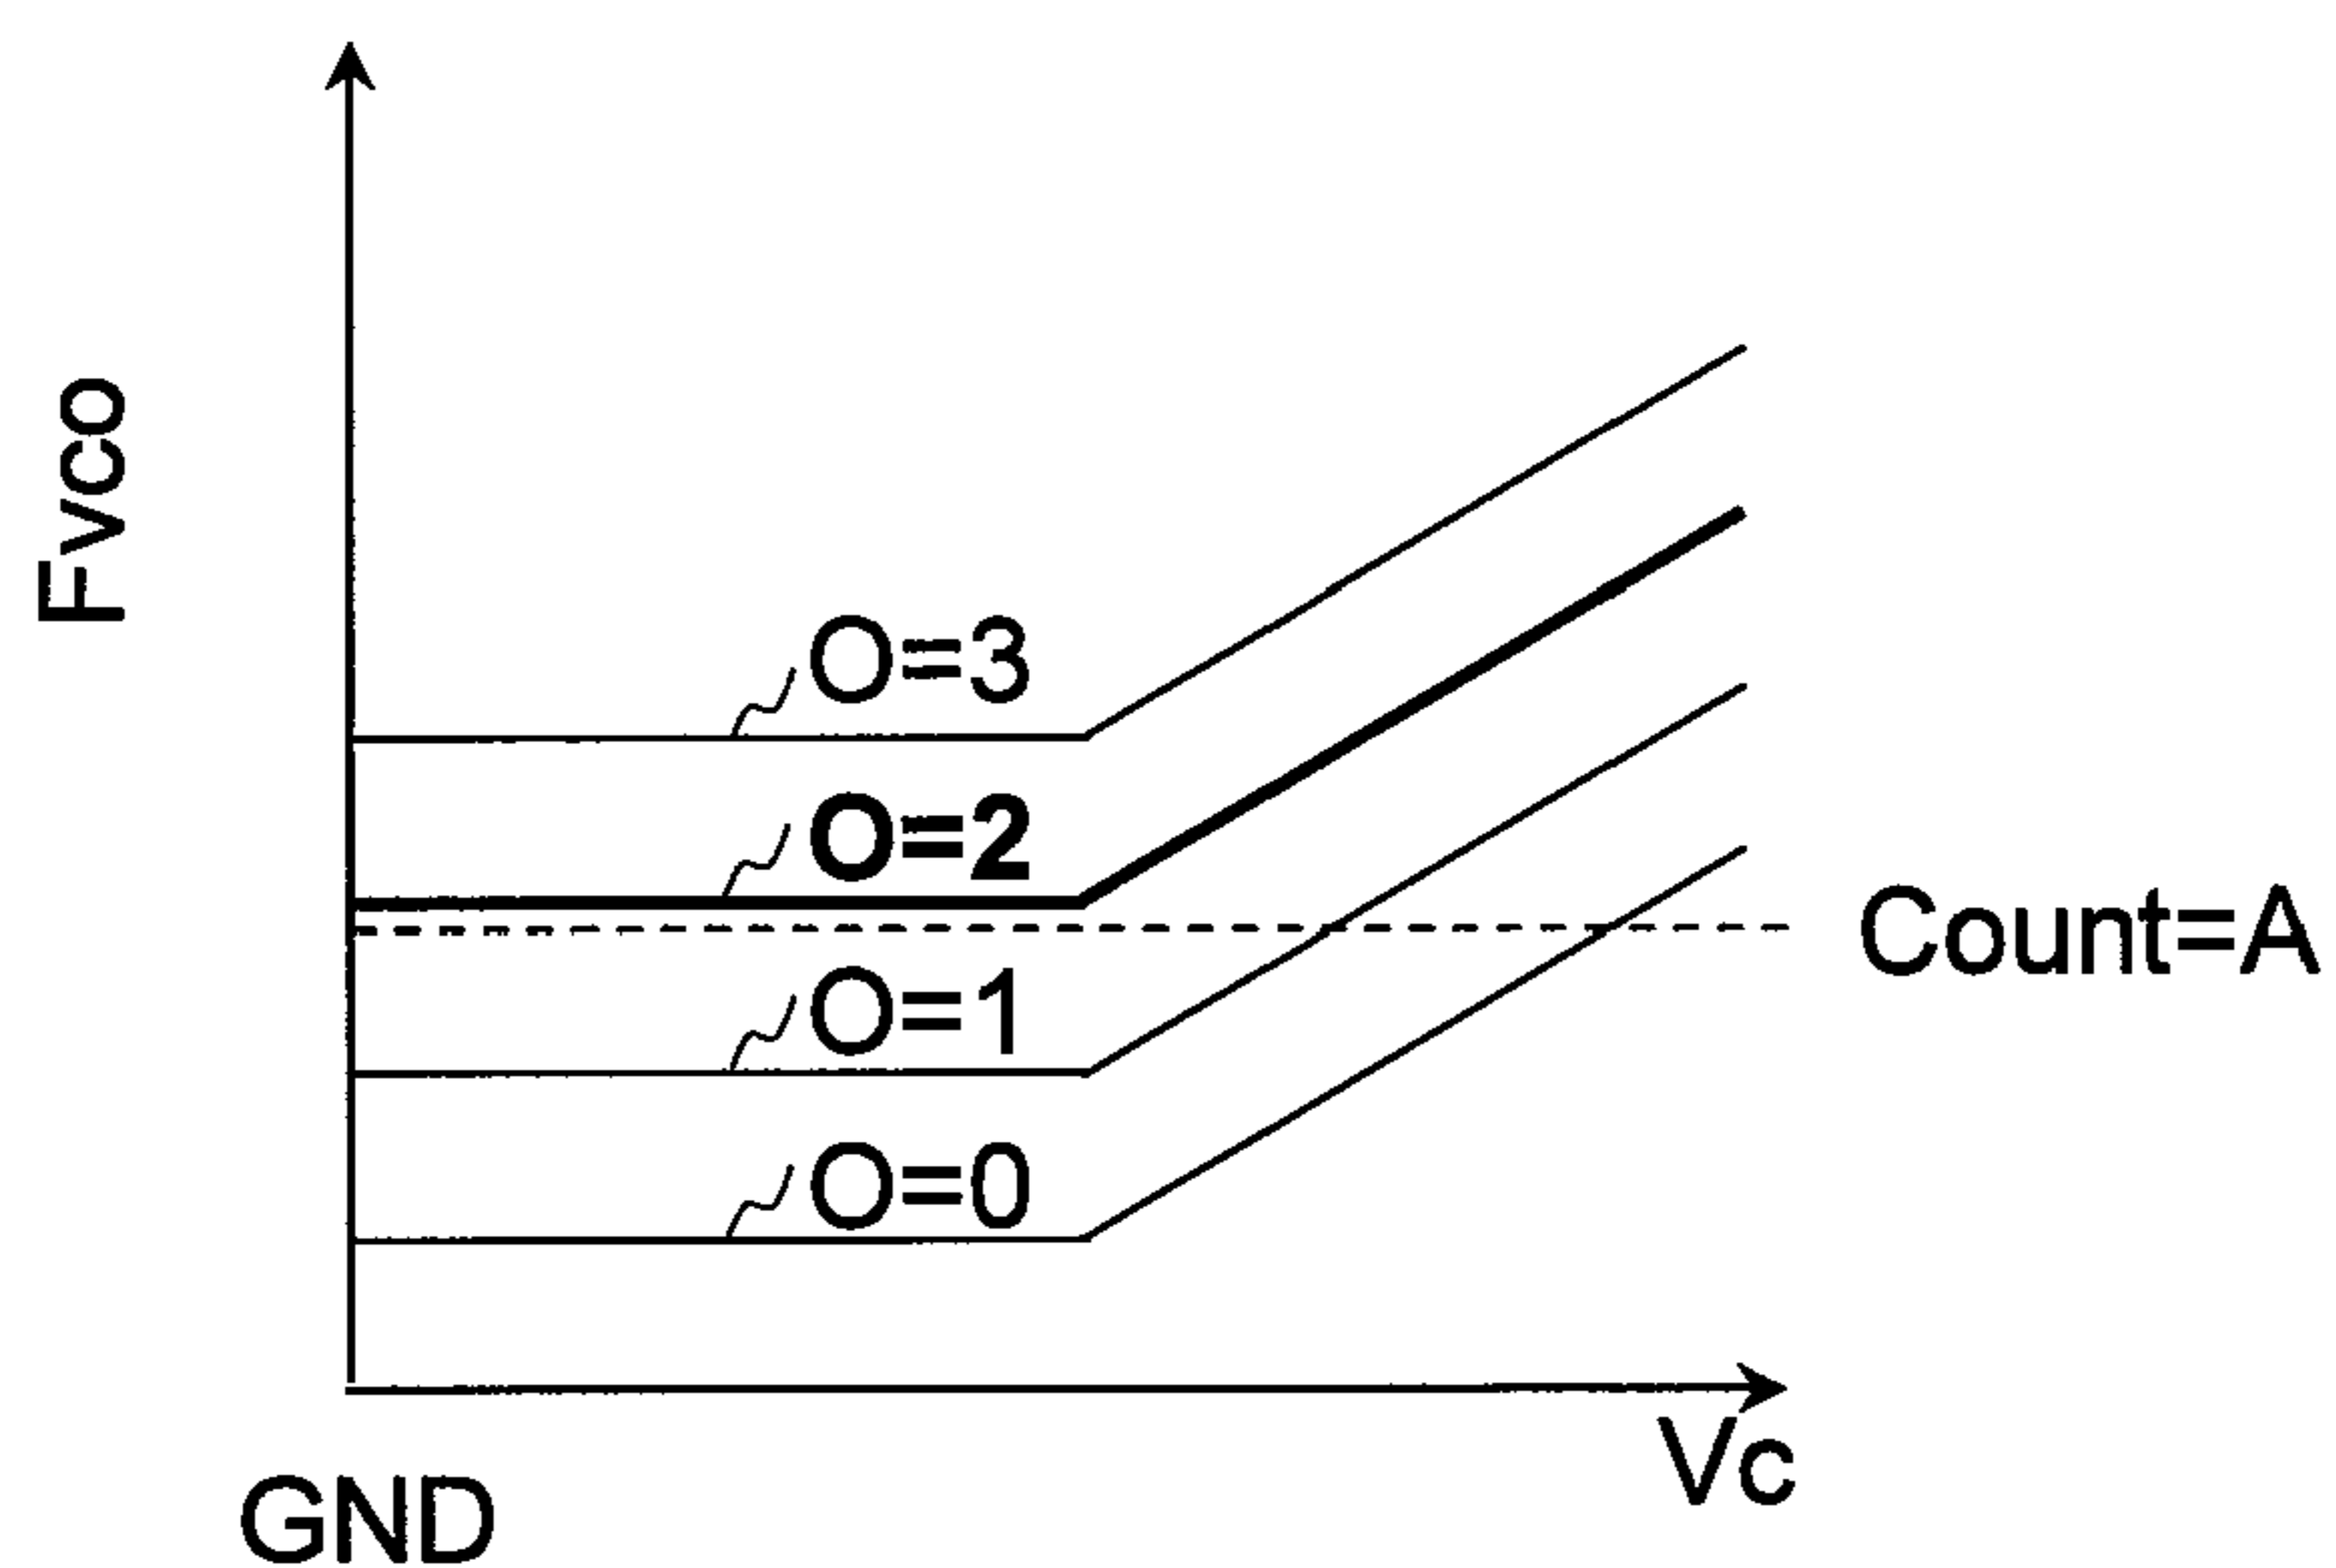 Fvco
O=3
O=2
Count=A
O=1
O=0
Vc
GND